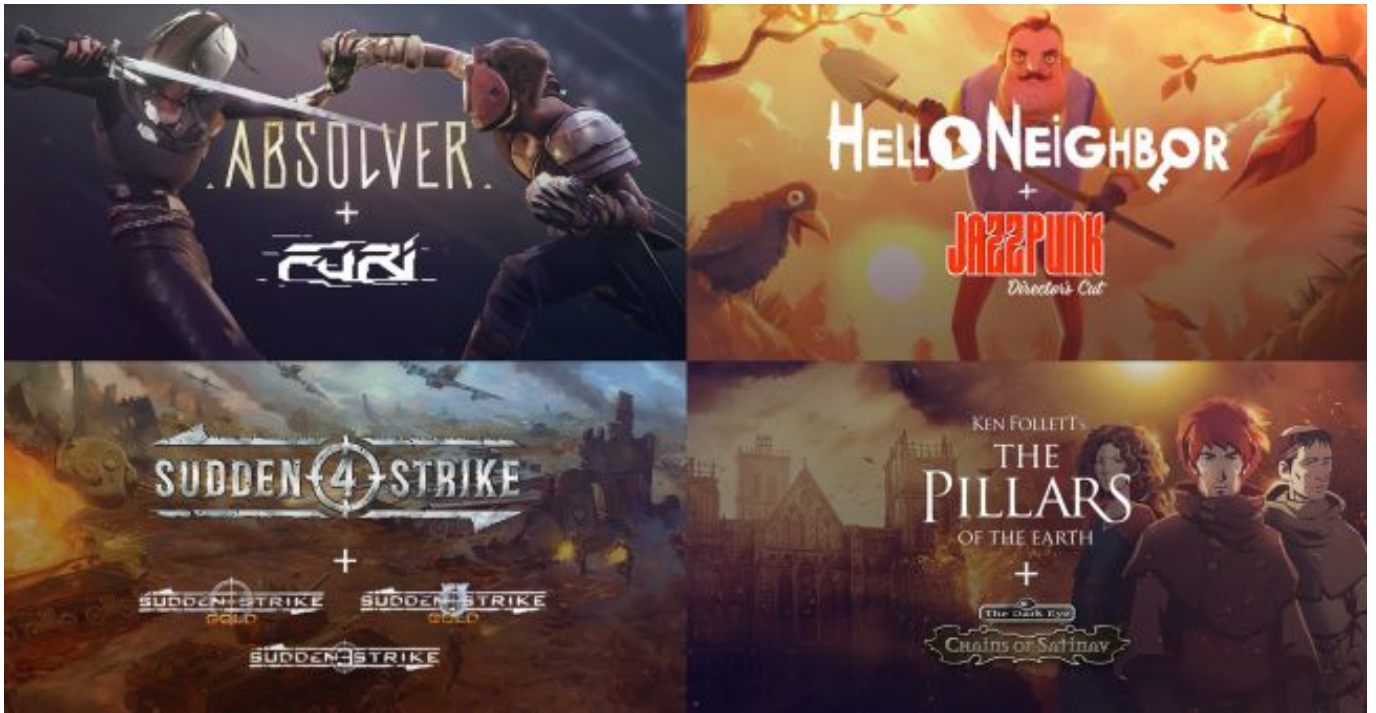 ABSOLVER
+
FURI
HELLO NEIGHBOR
+
JAZZPUNK
Director's Cut
SUDDEN 4 STRIKE
+
SUDDEN STRIKE
GOLD
SUDDEN STRIKE II
GOLD
SUDDEN 3 STRIKE
KEN FOLLETT'S
THE
PILLARS
OF THE EARTH
+
The Dark Eye
Chains of Satinav